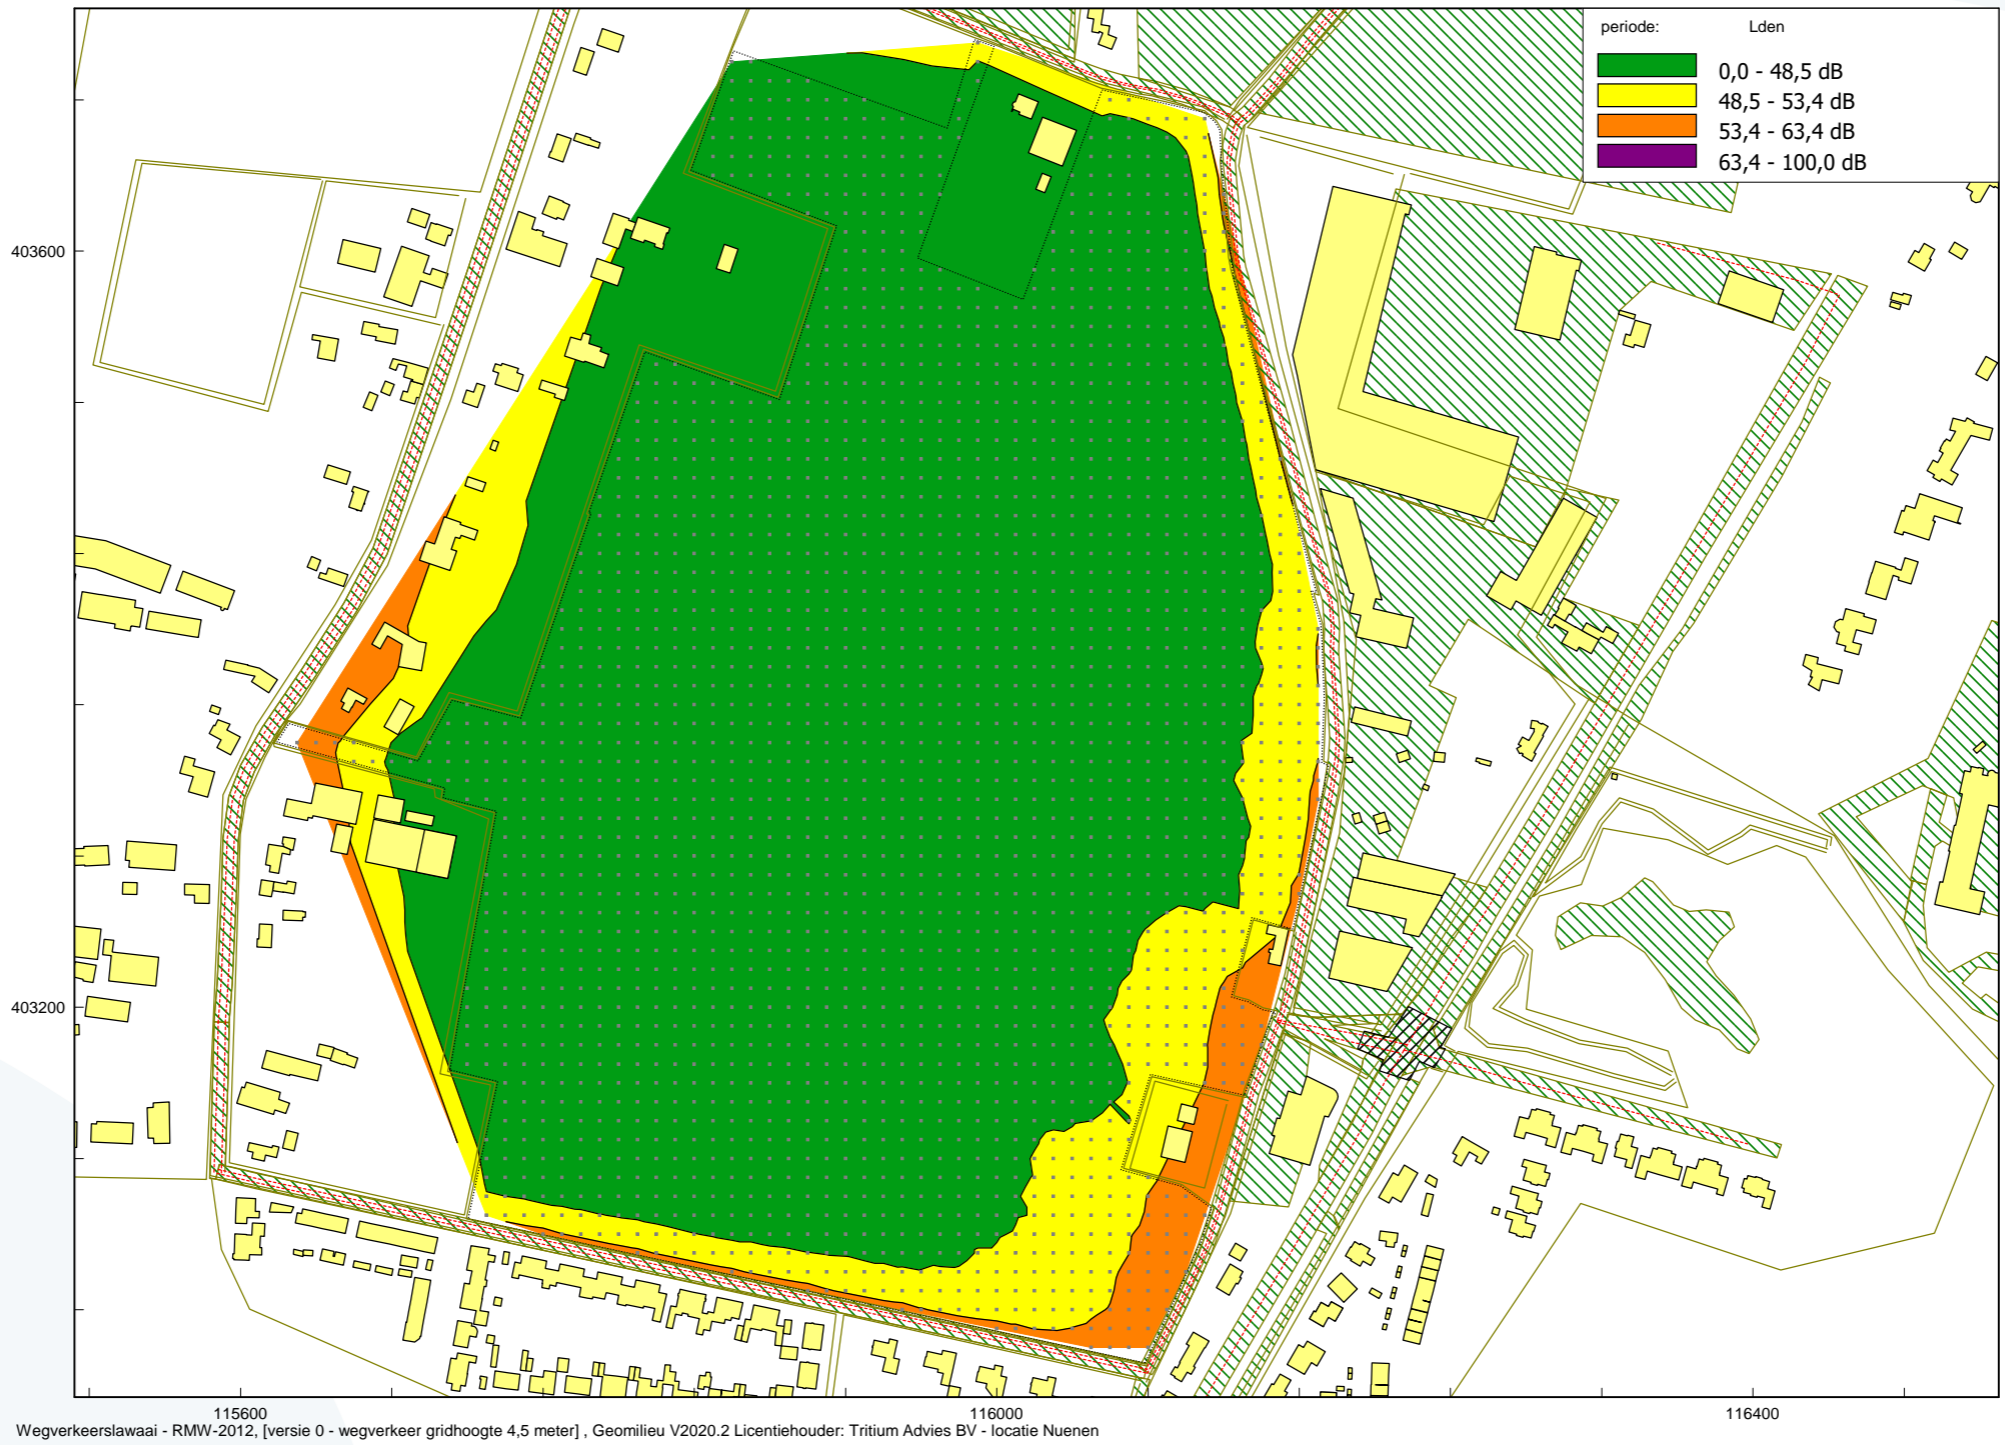 periode: Lden
0,0 - 48,5 dB
48,5 - 53,4 dB
53,4 - 63,4 dB
63,4 - 100,0 dB
403600
403200
115600 116000 116400
Wegverkeerslawaai - RMW-2012, [versie 0 - wegverkeer gridhoogte 4,5 meter] , Geomilieu V2020.2 Licentiehouder: Tritium Advies BV - locatie Nuenen